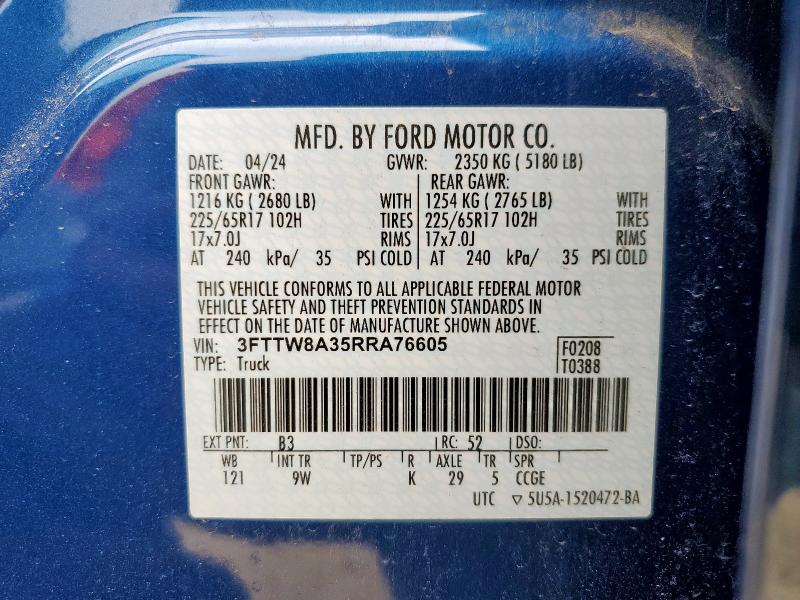 MFD. BY FORD MOTOR CO.
DATE: 04/24 GVWR: 2350 KG ( 5180 LB)
FRONT GAWR: REAR GAWR:
1216 KG ( 2680 LB) WITH 1254 KG ( 2765 LB) WITH
225/65R17 102H TIRES 225/65R17 102H TIRES
17x7.0J RIMS 17x7.0J RIMS
AT 240 kPa/ 35 PSI COLD AT 240 kPa/ 35 PSI COLD
THIS VEHICLE CONFORMS TO ALL APPLICABLE FEDERAL MOTOR
VEHICLE SAFETY AND THEFT PREVENTION STANDARDS IN
EFFECT ON THE DATE OF MANUFACTURE SHOWN ABOVE.
VIN: 3FTTW8A35RRA76605 F0208
TYPE: Truck T0388
EXT PNT: B3 RC: 52 DSO:
WB INT TR TP/PS R AXLE TR SPR
121 9W K 29 5 CCGE
UTC ▽ 5U5A-1520472-BA